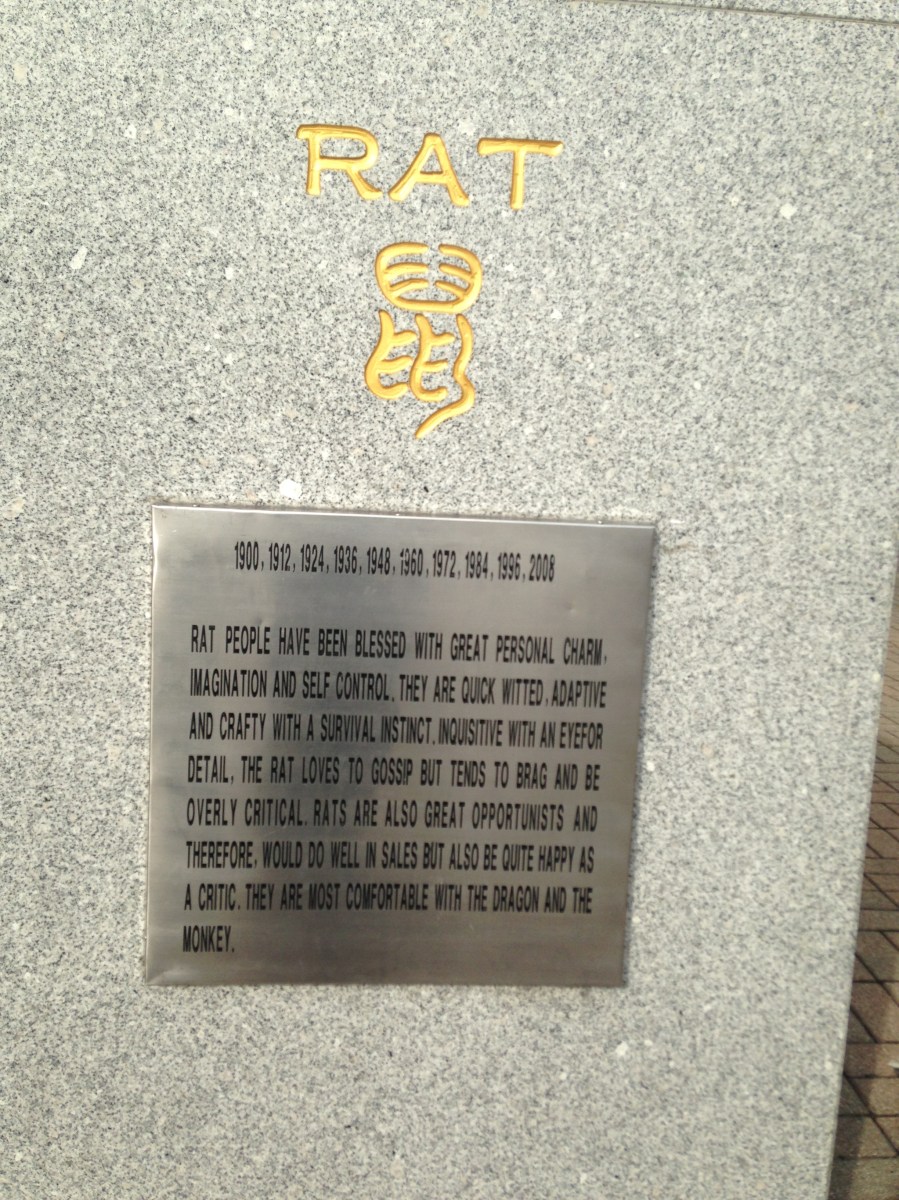 RAT
鼠
1900, 1912, 1924, 1936, 1948, 1960, 1972, 1984, 1996, 2008
RAT PEOPLE HAVE BEEN BLESSED WITH GREAT PERSONAL CHARM,
IMAGINATION AND SELF CONTROL. THEY ARE QUICK WITTED, ADAPTIVE
AND CRAFTY WITH A SURVIVAL INSTINCT. INQUISITIVE WITH AN EYEFOR
DETAIL, THE RAT LOVES TO GOSSIP BUT TENDS TO BRAG AND BE
OVERLY CRITICAL. RATS ARE ALSO GREAT OPPORTUNISTS AND
THEREFORE, WOULD DO WELL IN SALES BUT ALSO BE QUITE HAPPY AS
A CRITIC. THEY ARE MOST COMFORTABLE WITH THE DRAGON AND THE
MONKEY.